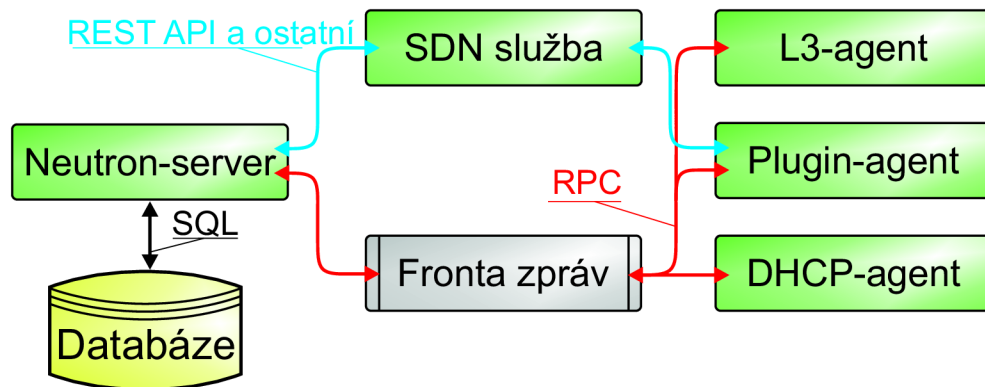 REST API a ostatní
SDN služba
L3-agent
Neutron-server
Plugin-agent
RPC
SQL
Fronta zpráv
DHCP-agent
Databáze